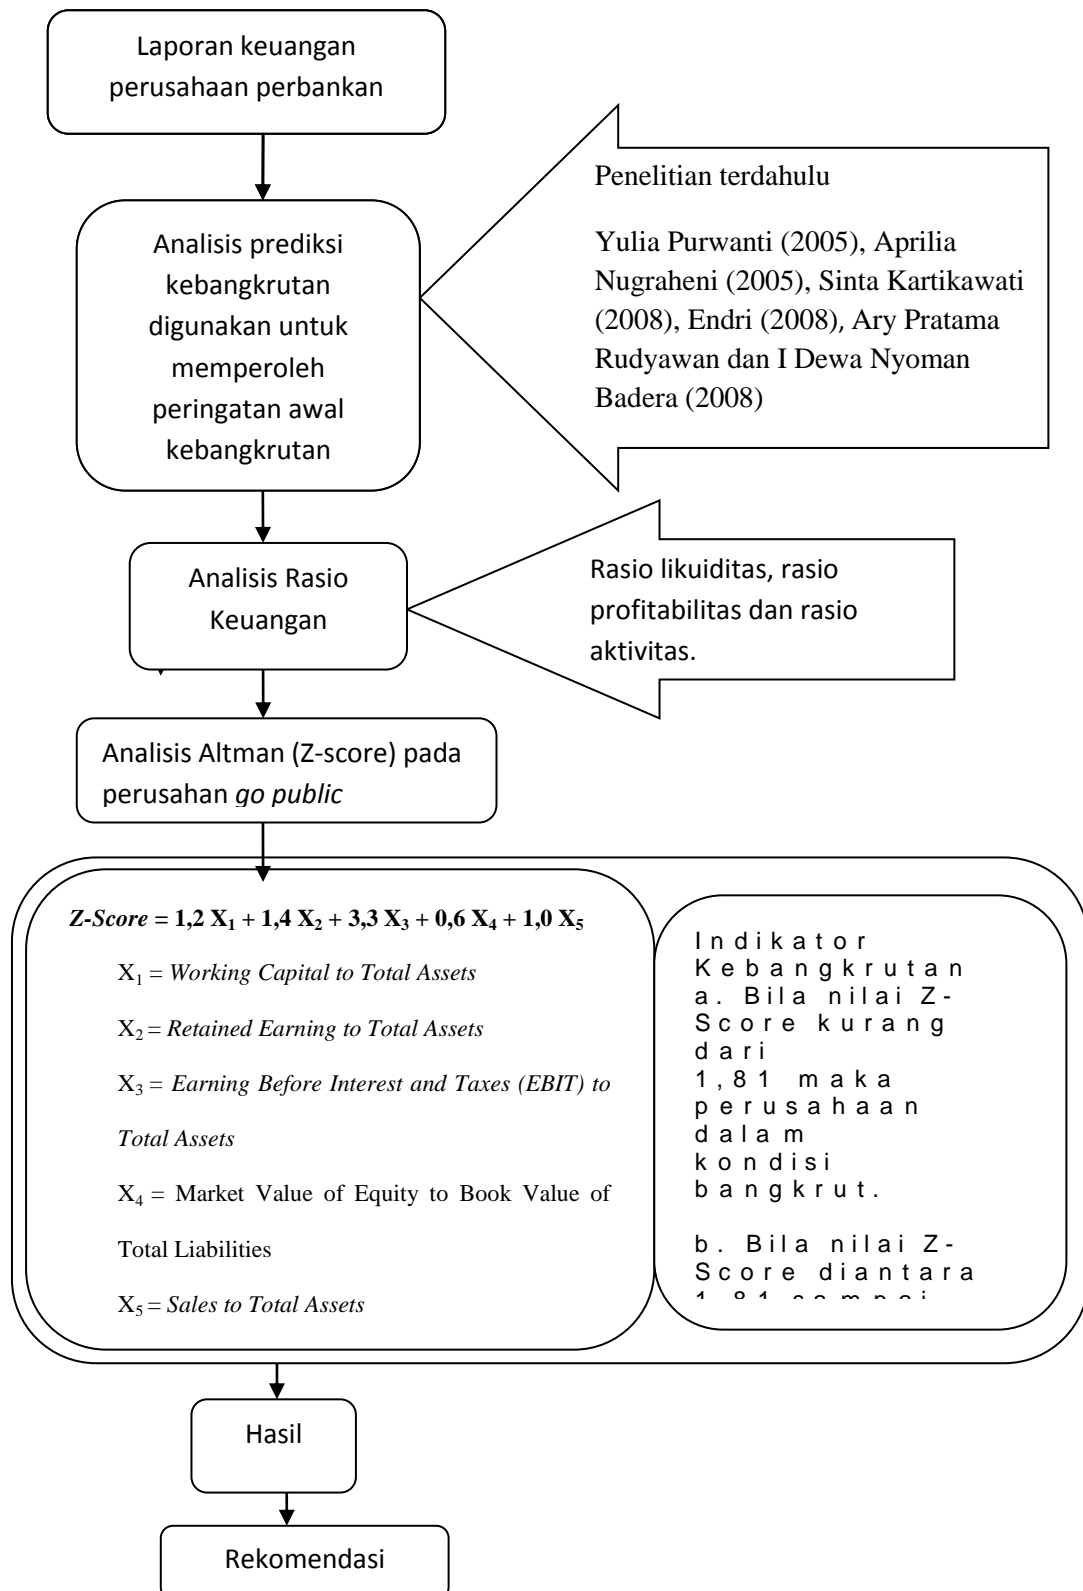 Laporan keuangan
perusahaan perbankan
Penelitian terdahulu
Yulia Purwanti (2005), Aprilia
Nugraheni (2005), Sinta Kartikawati
(2008), Endri (2008), Ary Pratama
Rudyawan dan I Dewa Nyoman
Badera (2008)
Analisis prediksi
kebangkrutan
digunakan untuk
memperoleh
peringatan awal
kebangkrutan
Analisis Rasio
Keuangan
Rasio likuiditas, rasio
profitabilitas dan rasio
aktivitas.
Analisis Altman (Z-score) pada
perusahan go public
Z-Score = 1,2 X₁ + 1,4 X₂ + 3,3 X₃ + 0,6 X₄ + 1,0 X₅
X₁ = Working Capital to Total Assets
X₂ = Retained Earning to Total Assets
X₃ = Earning Before Interest and Taxes (EBIT) to
Total Assets
X₄ = Market Value of Equity to Book Value of
Total Liabilities
X₅ = Sales to Total Assets
Indikator
Kebangkrutan
a. Bila nilai Z-
Score kurang
dari
1,81 maka
perusahaan
dalam
kondisi
bangkrut.
b. Bila nilai Z-
Score diantara
1,81 sampai
Hasil
Rekomendasi